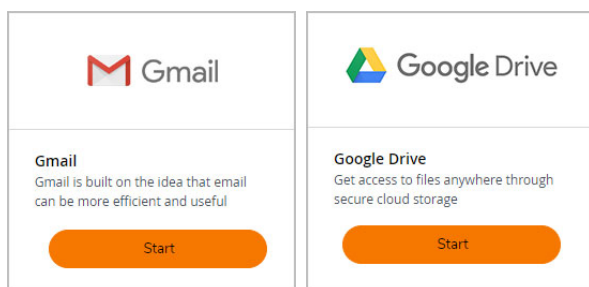 Gmail
Gmail
Gmail is built on the idea that email
can be more efficient and useful
Start
Google Drive
Google Drive
Get access to files anywhere through
secure cloud storage
Start